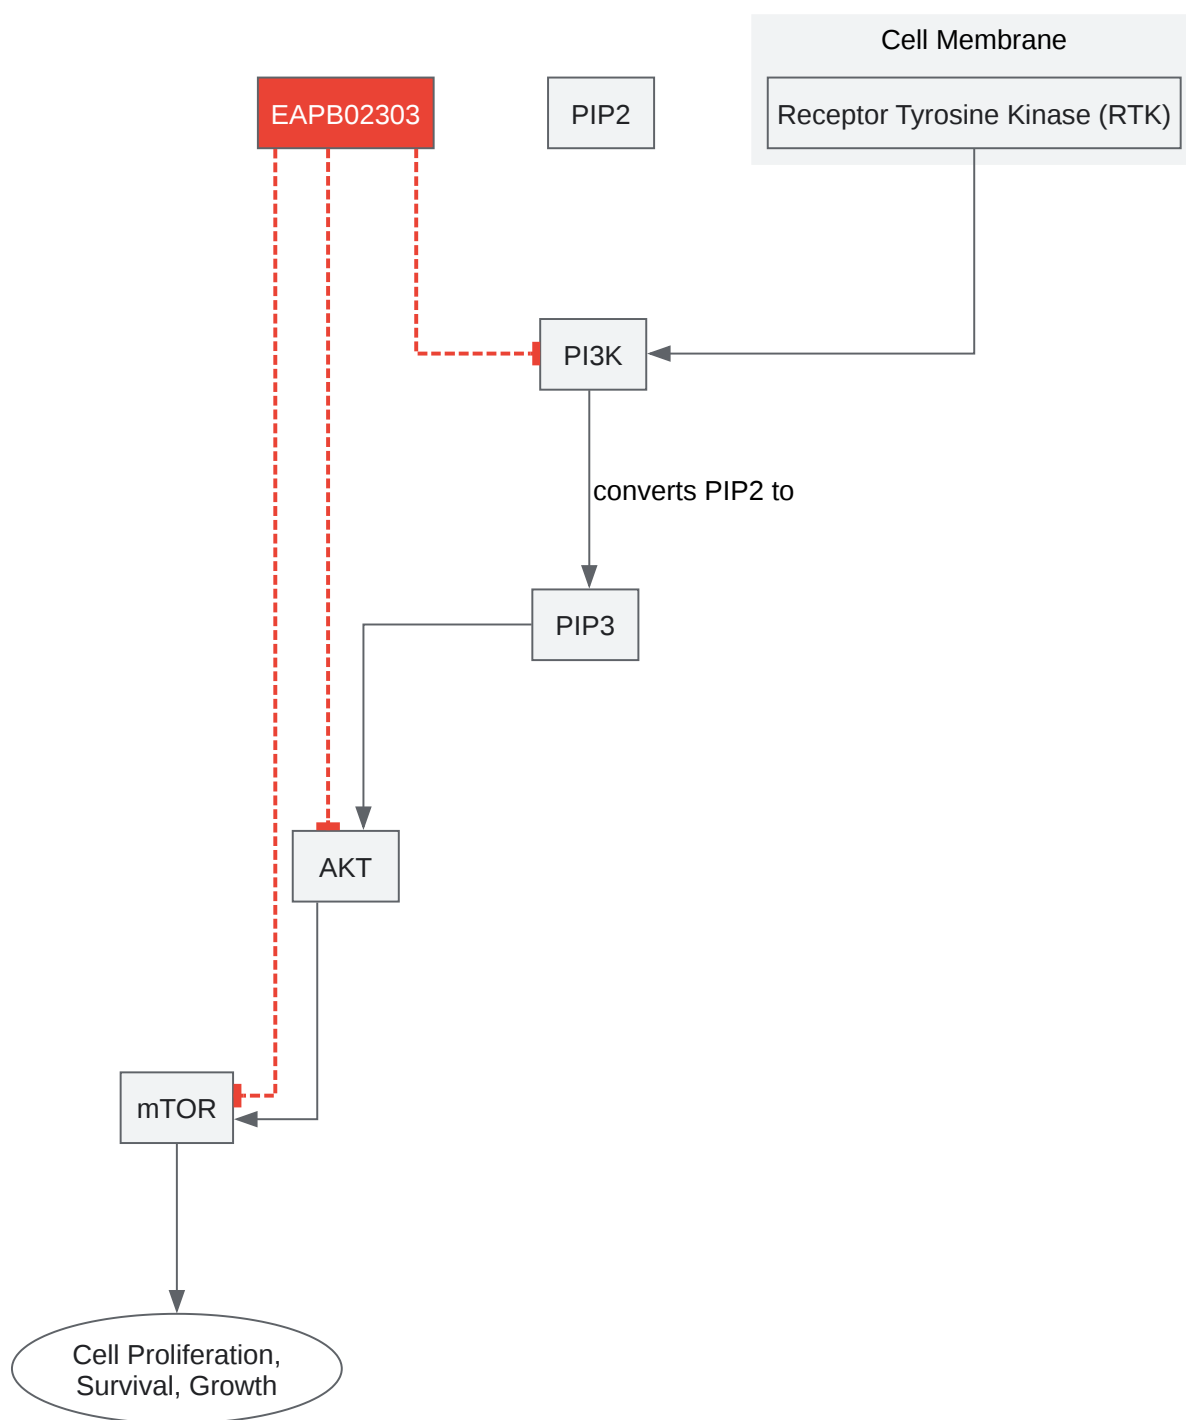 Cell Membrane
EAPB02303
PIP2
Receptor Tyrosine Kinase (RTK)
PI3K
converts PIP2 to
PIP3
AKT
mTOR
Cell Proliferation,
Survival, Growth